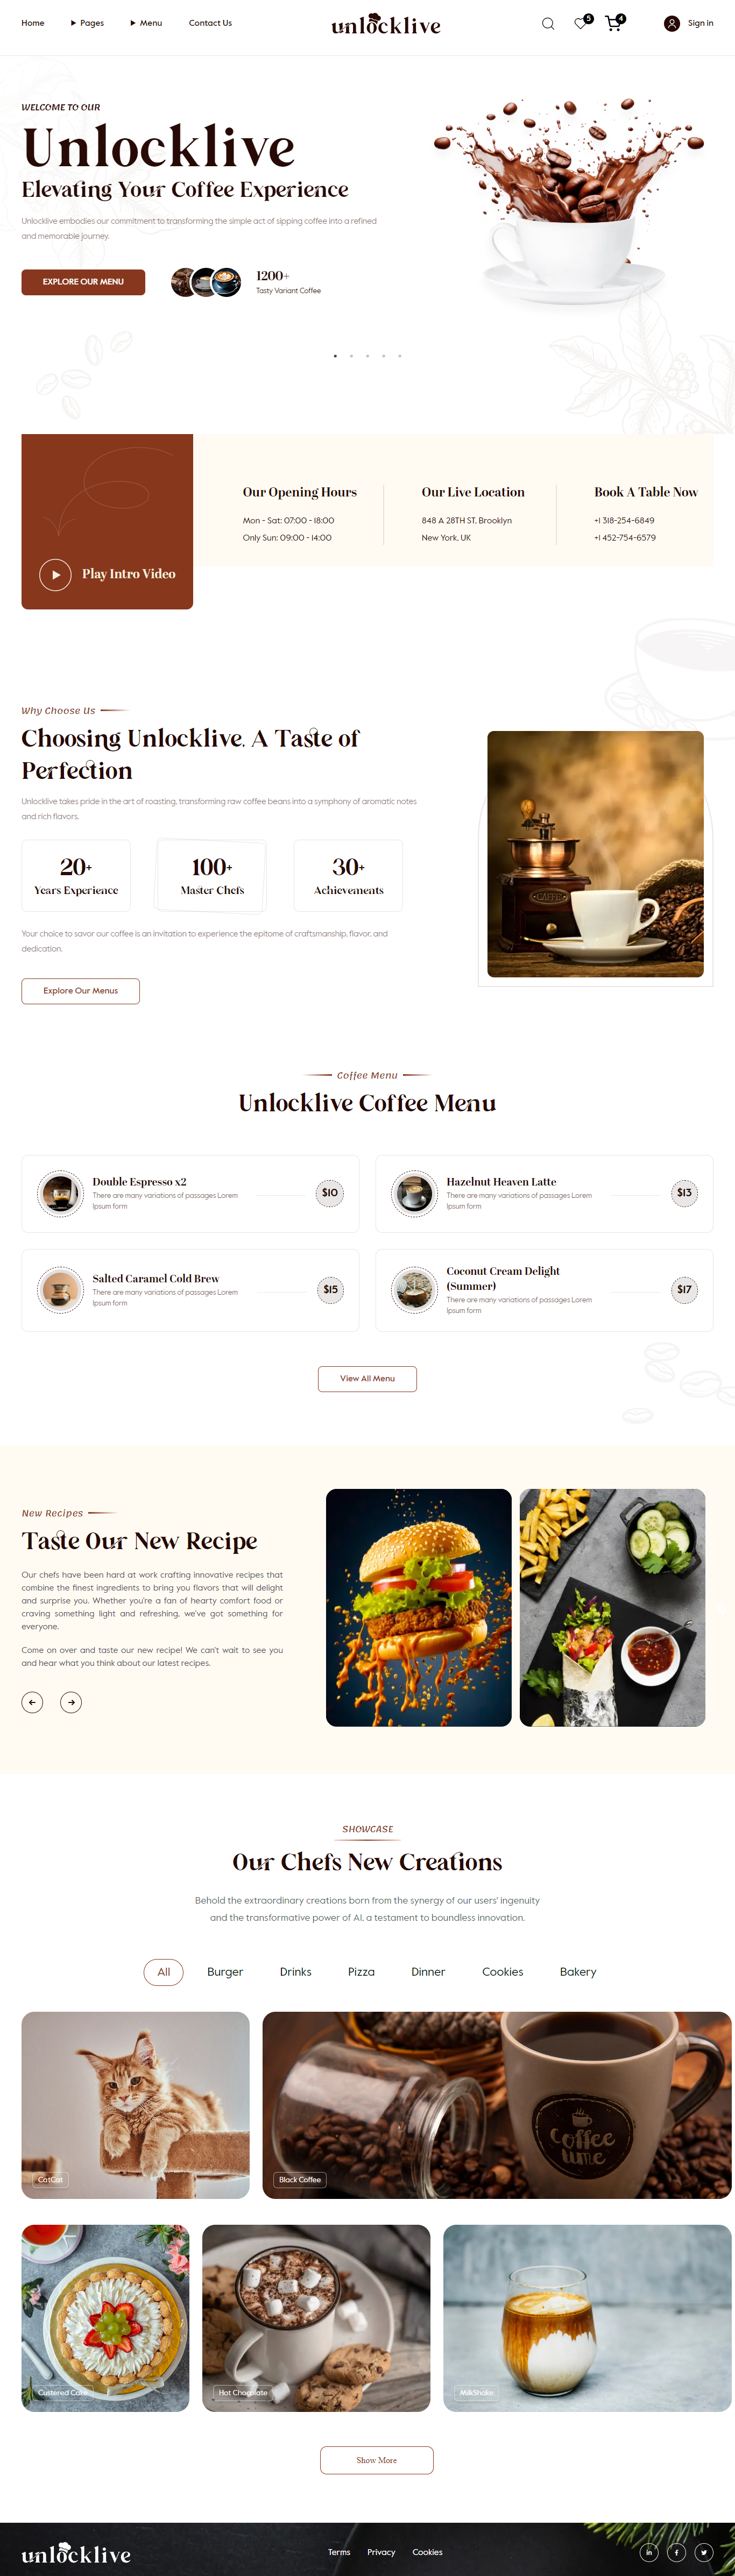 Home
Pages
Menu
Contact Us
unlocklive
5
4
Sign in
WELCOME TO OUR
Unlocklive
Elevating Your Coffee Experience
Unlocklive embodies our commitment to transforming the simple act of sipping coffee into a refined
and memorable journey.
EXPLORE OUR MENU
1200+
Tasty Variant Coffee
Play Intro Video
Our Opening Hours
Mon - Sat: 07:00 - 18:00
Only Sun: 09:00 - 14:00
Our Live Location
848 A 28TH ST, Brooklyn
New York, UK
Book A Table Now
+1 318-254-6849
+1 452-754-6579
Why Choose Us
Choosing Unlocklive. A Taste of
Perfection
Unlocklive takes pride in the art of roasting, transforming raw coffee beans into a symphony of aromatic notes
and rich flavors.
20+
Years Experience
100+
Master Chefs
30+
Achievements
Your choice to savor our coffee is an invitation to experience the epitome of craftsmanship, flavor, and
dedication.
Explore Our Menus
CAFFE
Coffee Menu
Unlocklive Coffee Menu
Double Espresso x2
There are many variations of passages Lorem
Ipsum form
$10
Hazelnut Heaven Latte
There are many variations of passages Lorem
Ipsum form
$13
Salted Caramel Cold Brew
There are many variations of passages Lorem
Ipsum form
$15
Coconut Cream Delight
(Summer)
There are many variations of passages Lorem
Ipsum form
$17
View All Menu
New Recipes
Taste Our New Recipe
Our chefs have been hard at work crafting innovative recipes that
combine the finest ingredients to bring you flavors that will delight
and surprise you. Whether you're a fan of hearty comfort food or
craving something light and refreshing, we've got something for
everyone.
Come on over and taste our new recipe! We can't wait to see you
and hear what you think about our latest recipes.
SHOWCASE
Our Chefs New Creations
Behold the extraordinary creations born from the synergy of our users' ingenuity
and the transformative power of AI, a testament to boundless innovation.
All
Burger
Drinks
Pizza
Dinner
Cookies
Bakery
CatCat
Coffee
time
Black Coffee
Custered Cake
Hot Chocolate
MilkShake
Show More
unlocklive
Terms
Privacy
Cookies